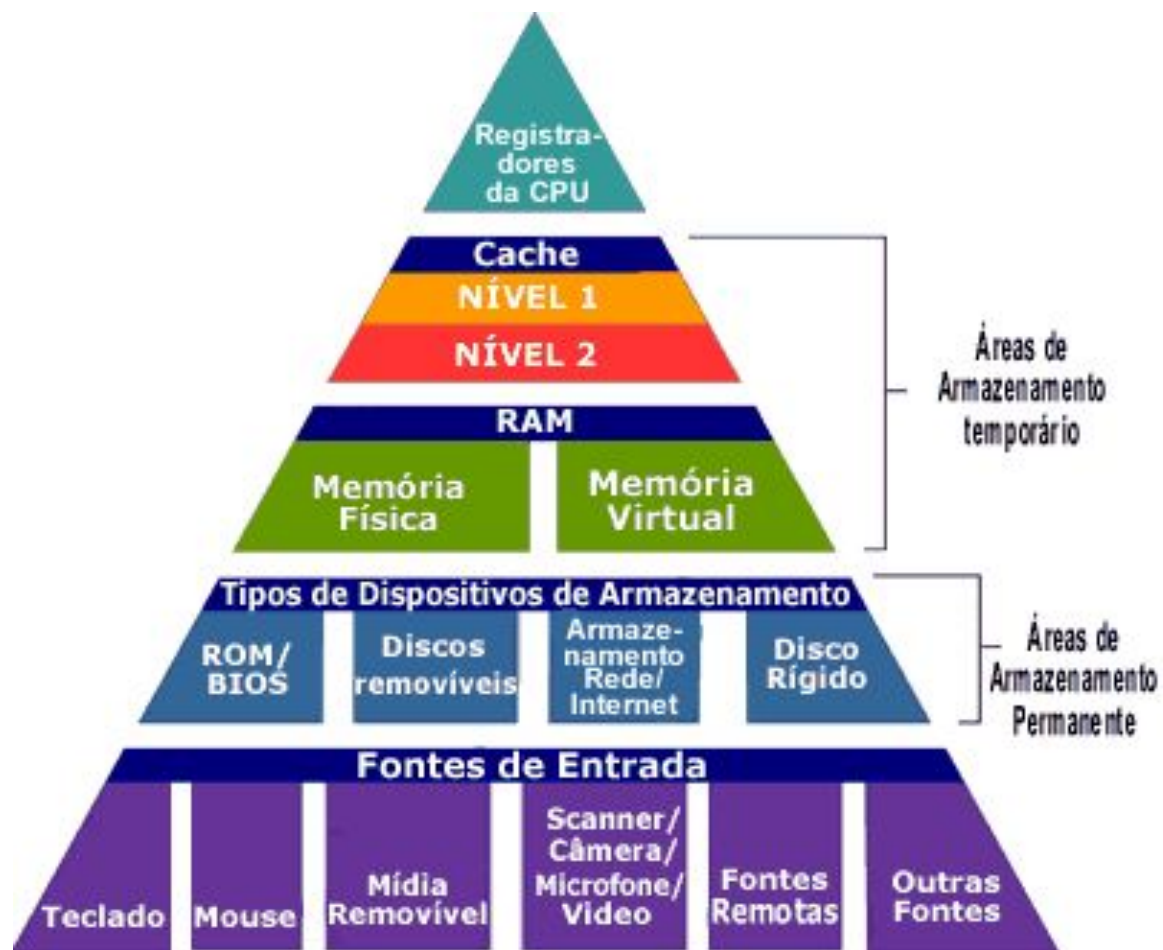 Registra-
dores
da CPU
Cache
NÍVEL 1
NÍVEL 2
Áreas de
Armazenamento
temporário
RAM
Memória
Física
Memória
Virtual
Tipos de Dispositivos de Armazenamento
ROM/
BIOS
Discos
removíveis
Armaze-
namento
Rede/
Internet
Disco
Rígido
Áreas de
Armazenamento
Permanente
Fontes de Entrada
Teclado
Mouse
Mídia
Removível
Scanner/
Câmera/
Microfone/
Video
Fontes
Remotas
Outras
Fontes